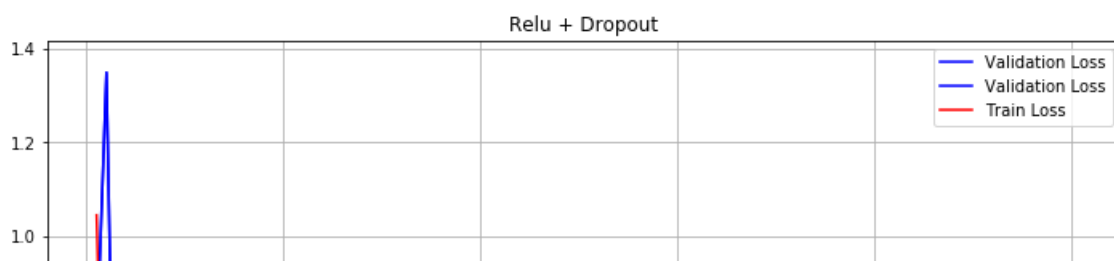 Relu + Dropout
1.4
Validation Loss
Validation Loss
Train Loss
1.2
1.0